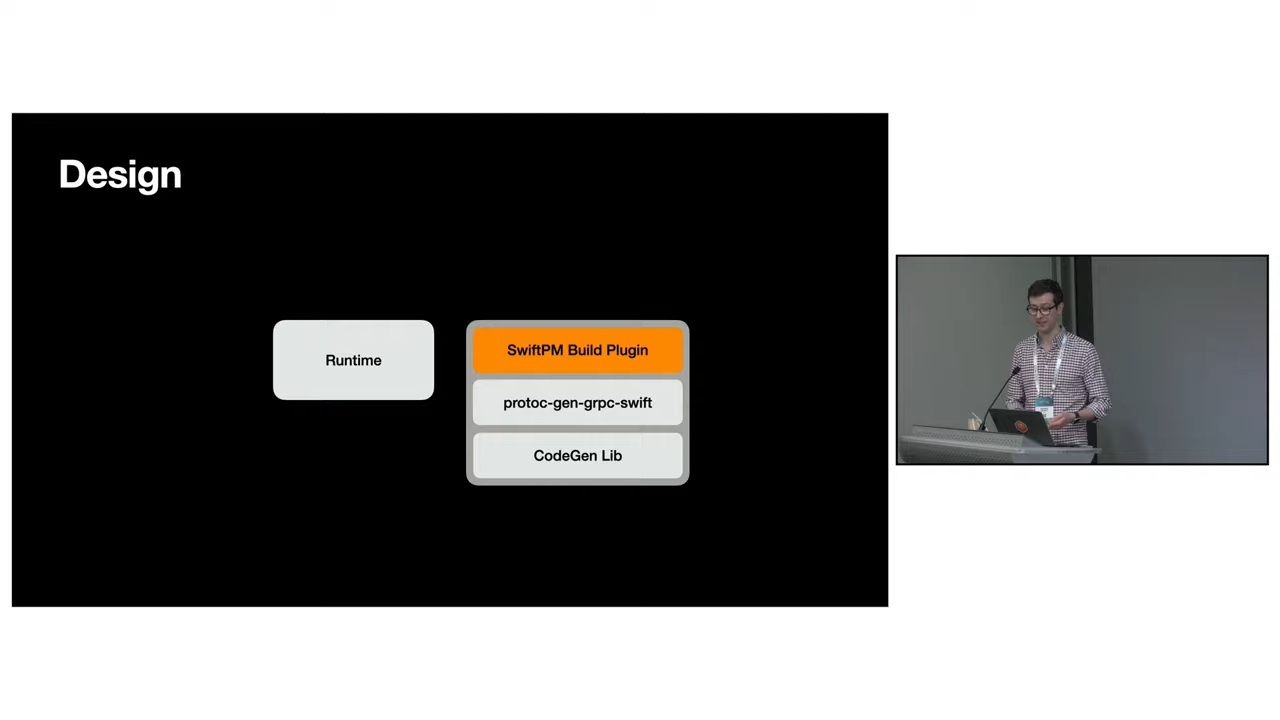 Design
Runtime
SwiftPM Build Plugin
protoc-gen-grpc-swift
CodeGen Lib